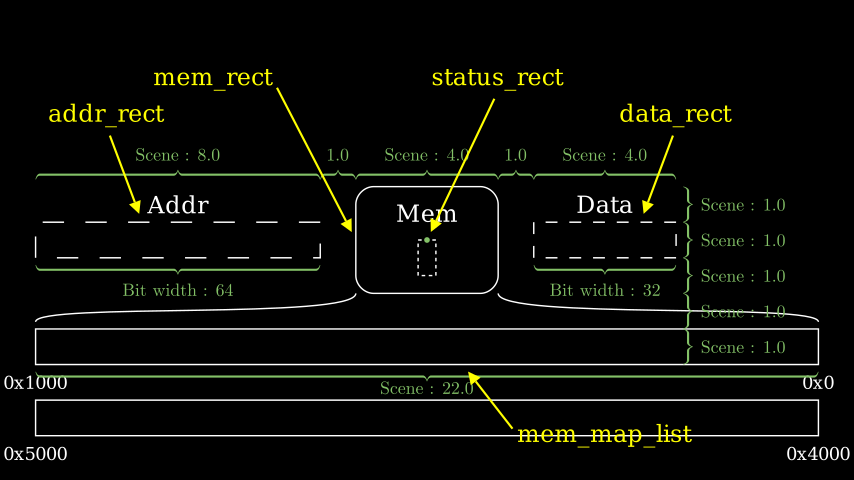 mem_rect
status_rect
addr_rect
data_rect
Scene : 8.0
1.0
Scene : 4.0
1.0
Scene : 4.0
Addr
Mem
Data
Scene : 1.0
Scene : 1.0
Scene : 1.0
Bit width : 64
Bit width : 32
Scene : 1.0
Scene : 1.0
0x1000
0x0
Scene : 22.0
mem_map_list
0x5000
0x4000